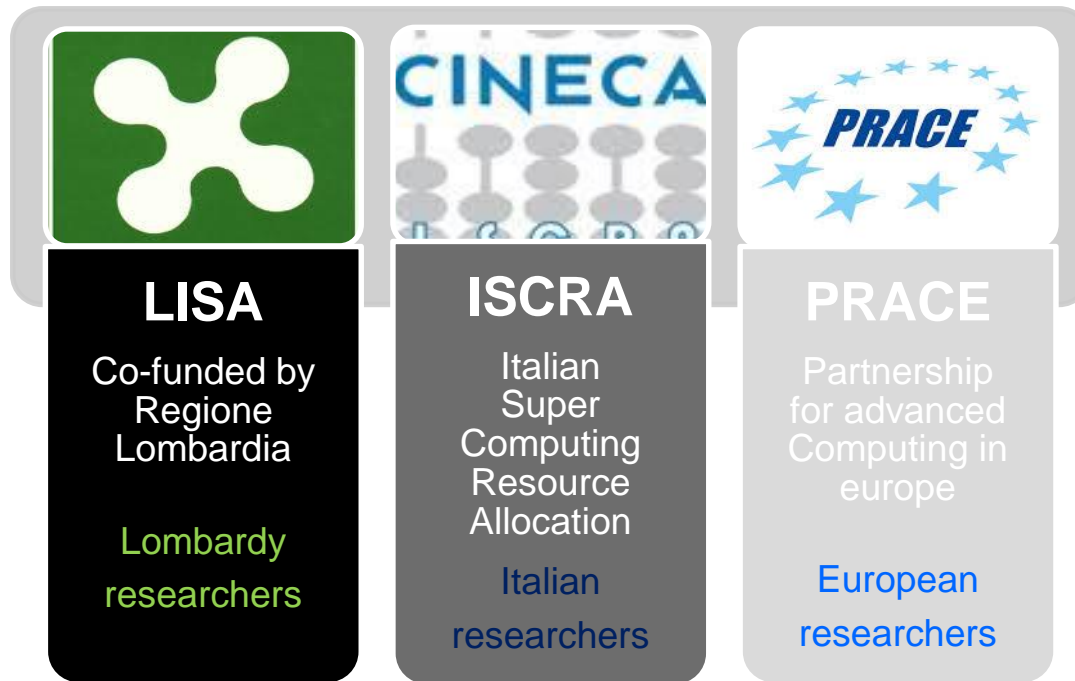 CINECA
ISCRA
PRACE
LISA
Co-funded by
Regione
Lombardia
Lombardy
researchers
ISCRA
Italian
Super
Computing
Resource
Allocation
Italian
researchers
PRACE
Partnership
for advanced
Computing in
europe
European
researchers